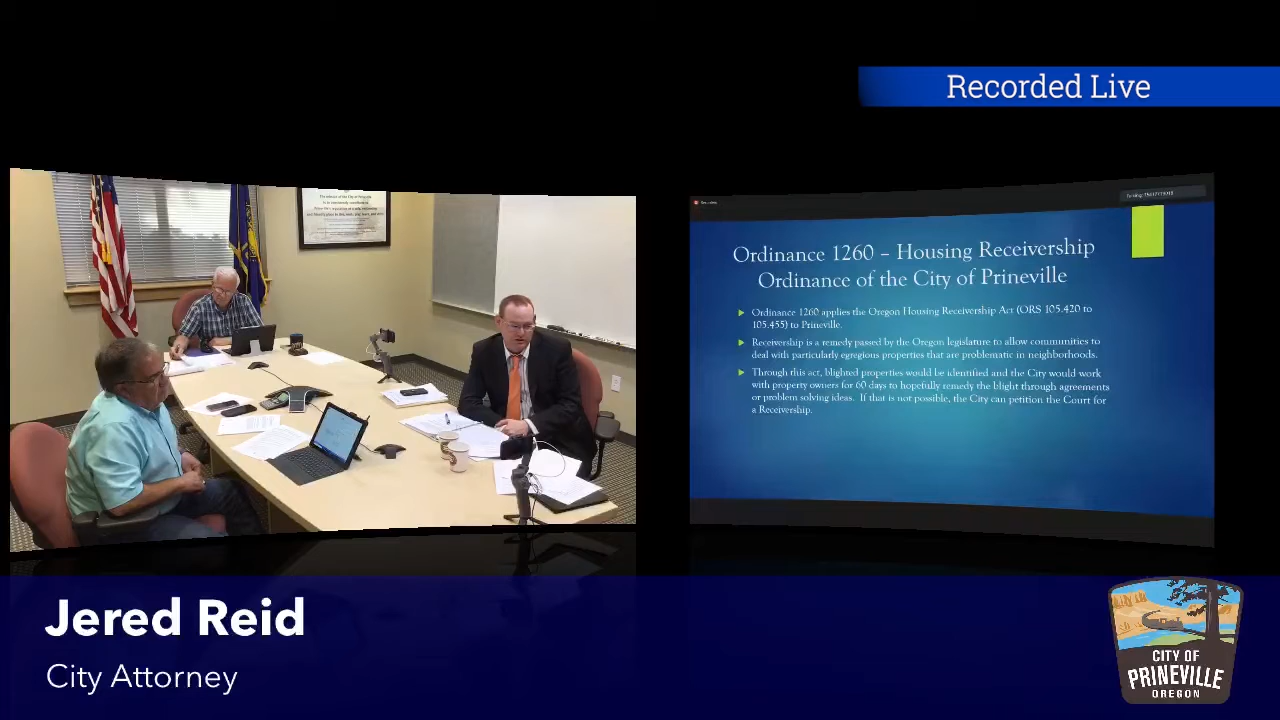 Recorded Live
Ordinance 1260 – Housing Receivership
Ordinance of the City of Prineville
Ordinance 1260 applies the Oregon Housing Receivership Act (ORS 105.420 to
105.455) to Prineville.
Receivership is a remedy passed by the Oregon legislature to allow communities to
deal with particularly egregious properties that are problematic in neighborhoods.
Through this act, blighted properties would be identified and the City would work
with property owners for 60 days to hopefully remedy the blight through agreements
or problem solving ideas. If that is not possible, the City can petition the Court for
a Receivership.
Jered Reid
City Attorney
CITY OF
PRINEVILLE
OREGON